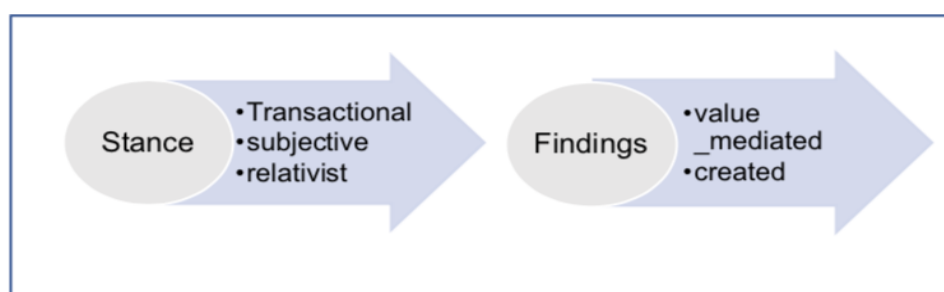 Stance
•Transactional
•subjective
•relativist
Findings
•value
_mediated
•created